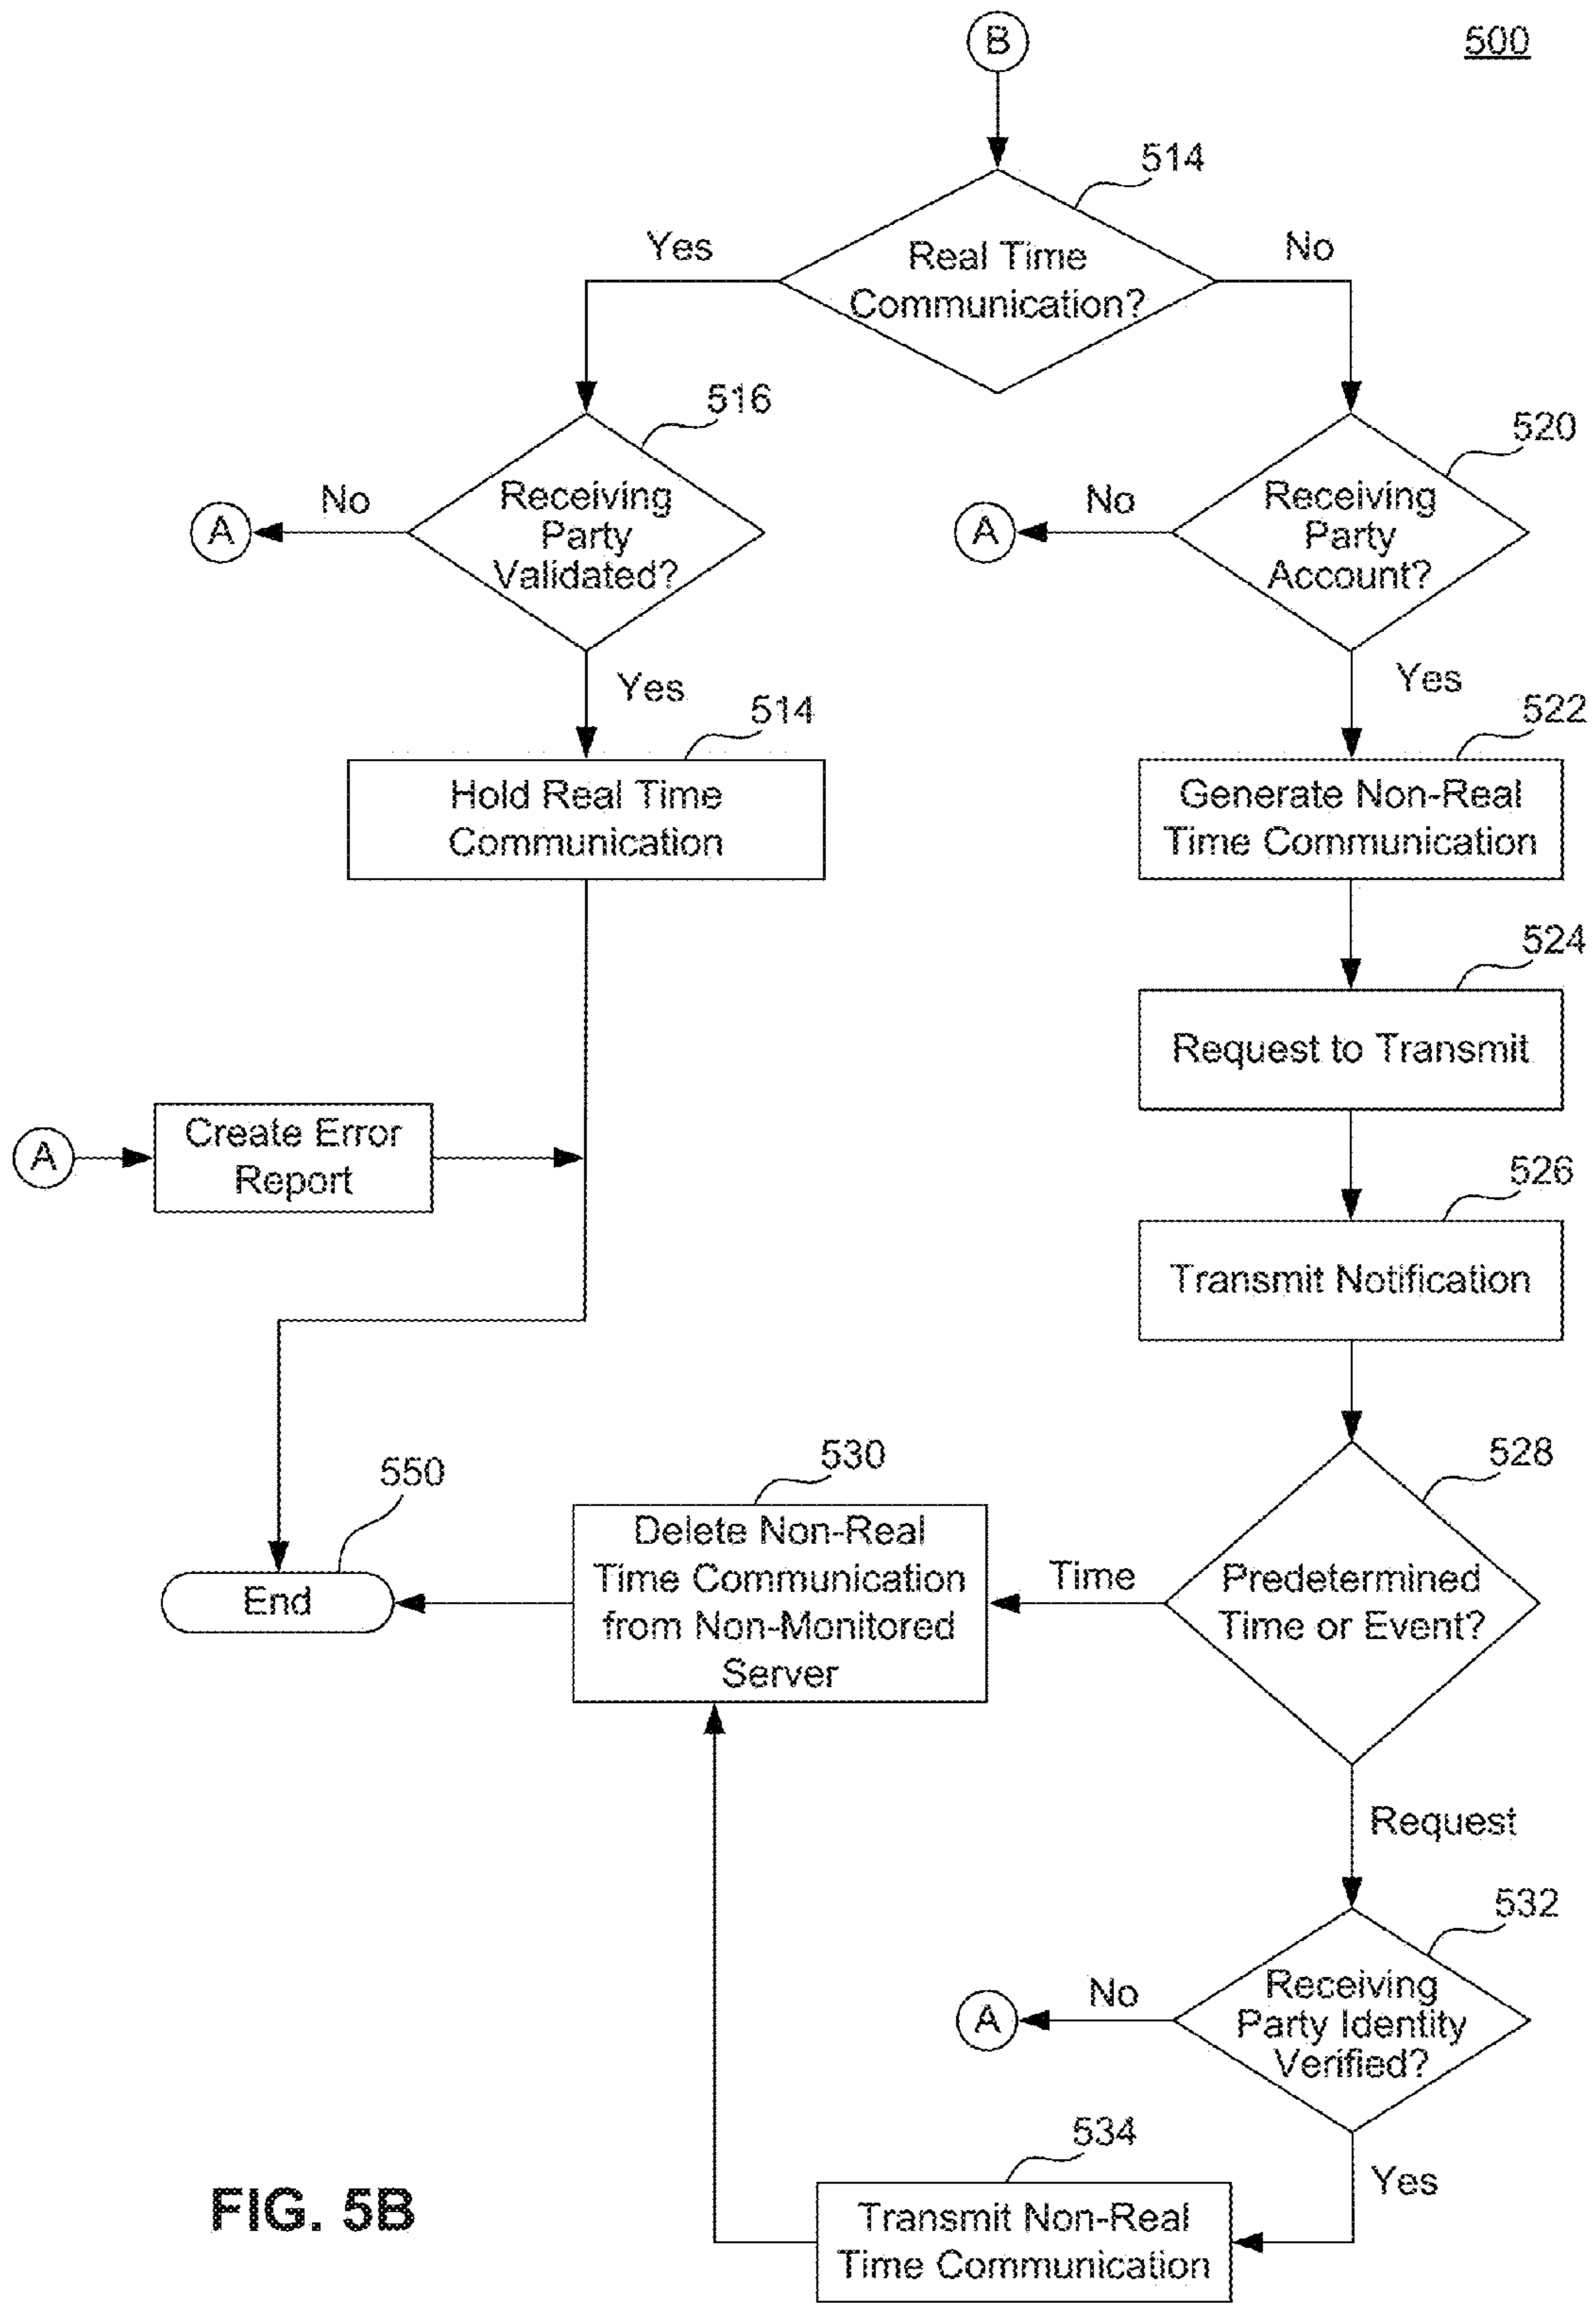 B
500
514
Yes
Real Time
Communication?
No
516
520
A
No
Receiving
Party
Validated?
A
No
Receiving
Party
Account?
Yes
Yes
514
522
Hold Real Time
Communication
Generate Non-Real
Time Communication
524
Request to Transmit
A
Create Error
Report
526
Transmit Notification
550
530
528
End
Delete Non-Real
Time Communication
from Non-Monitored
Server
Time
Predetermined
Time or Event?
Request
532
A
No
Receiving
Party Identity
Verified?
534
Yes
Transmit Non-Real
Time Communication
FIG. 5B